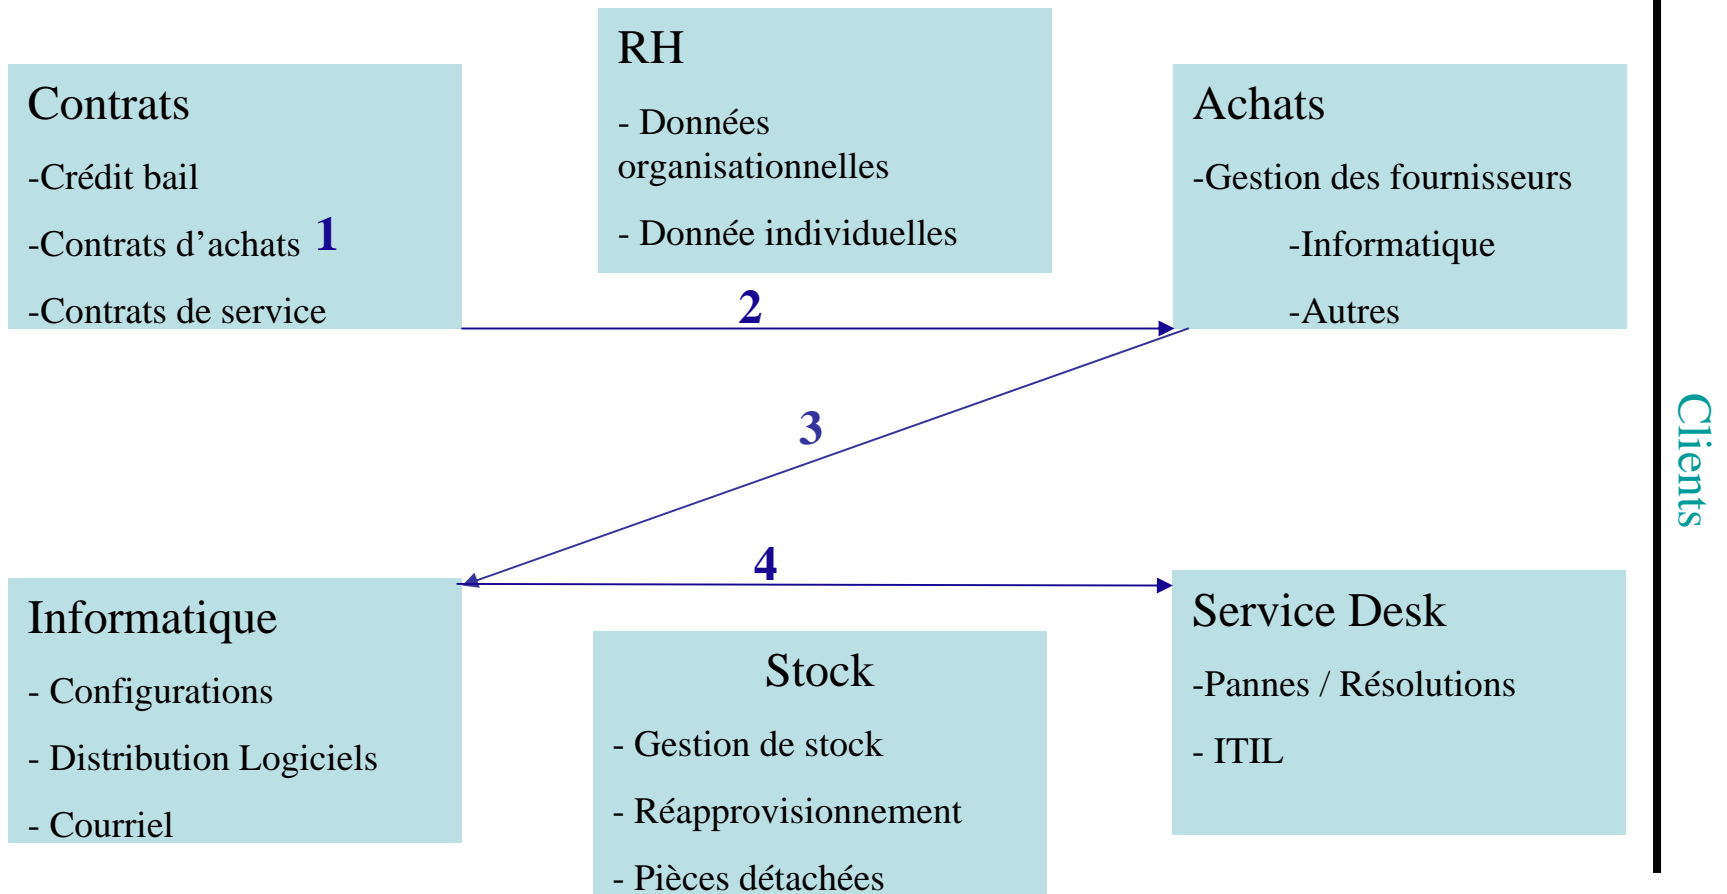 Contrats
-Crédit bail
-Contrats d’achats 1
-Contrats de service
RH
- Données
organisationnelles
- Donnée individuelles
Achats
-Gestion des fournisseurs
-Informatique
-Autres
2
3
4
Informatique
- Configurations
- Distribution Logiciels
- Courriel
Stock
- Gestion de stock
- Réapprovisionnement
- Pièces détachées
Service Desk
-Pannes / Résolutions
- ITIL
Clients